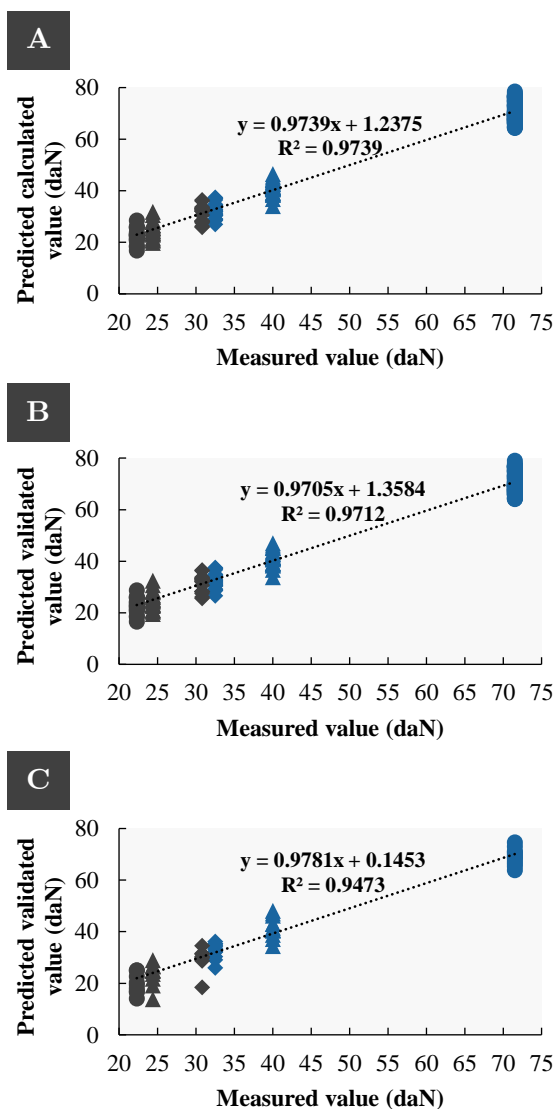 A
Predicted calculated
value (daN)
80
60
40
20
0
y = 0.9739x + 1.2375
R² = 0.9739
20 25 30 35 40 45 50 55 60 65 70 75
Measured value (daN)
B
Predicted validated
value (daN)
80
60
40
20
0
y = 0.9705x + 1.3584
R² = 0.9712
20 25 30 35 40 45 50 55 60 65 70 75
Measured value (daN)
C
Predicted validated
value (daN)
80
60
40
20
0
y = 0.9781x + 0.1453
R² = 0.9473
20 25 30 35 40 45 50 55 60 65 70 75
Measured value (daN)